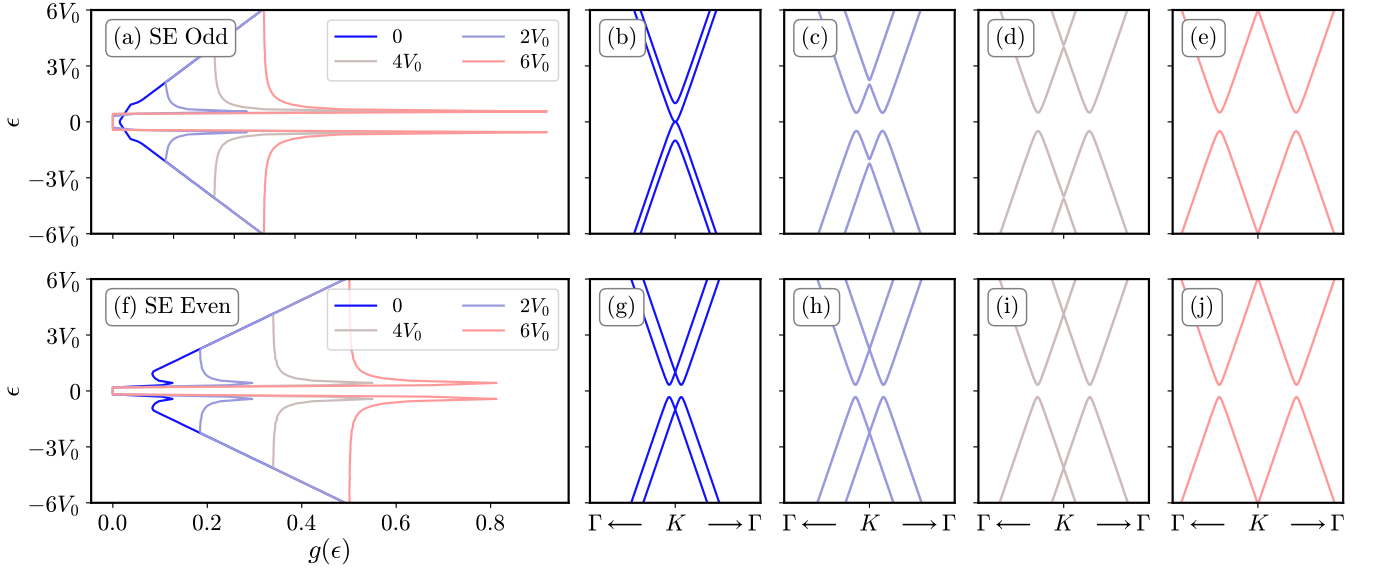 6V₀
3V₀
0
−3V₀
−6V₀
ϵ
(a) SE Odd
0
2V₀
4V₀
6V₀
(b)
(c)
(d)
(e)
6V₀
3V₀
0
−3V₀
−6V₀
ϵ
(f) SE Even
0
2V₀
4V₀
6V₀
(g)
(h)
(i)
(j)
0.0 0.2 0.4 0.6 0.8
g(ϵ)
Γ ← K → Γ
Γ ← K → Γ
Γ ← K → Γ
Γ ← K → Γ